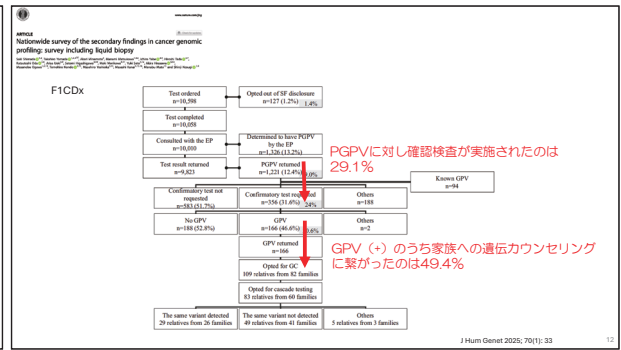 www.nature.com/jhg
ARTICLE
Nationwide survey of the secondary findings in cancer genomic
profiling: survey including liquid biopsy
F1CDx
Test ordered
n=10,598
Opted out of SF disclosure
n=127 (1.2%) 1.4%
Test completed
n=10,058
Consulted with the EP
n=10,010
Determined to have PGPV
by the EP
n=1,326 (13.2%)
Test result returned
n=9,823
PGPV returned
n=1,221 (12.4%)
PGPVに対し確認検査が実施されたのは
29.1%
Known GPV
n=94
Confirmatory test not
requested
n=583 (51.7%)
Confirmatory test requested
n=356 (31.6%) 24%
Others
n=188
No GPV
n=188 (52.8%)
GPV
n=166 (46.6%)
Others
n=2
GPV returned
n=166
GPV（+）のうち家族への遺伝カウンセリング
に繋がったのは49.4%
Opted for GC
109 relatives from 82 families
Opted for cascade testing
83 relatives from 60 families
The same variant detected
29 relatives from 26 families
The same variant not detected
49 relatives from 41 families
Others
5 relatives from 3 families
J Hum Genet 2025; 70(1): 33
12